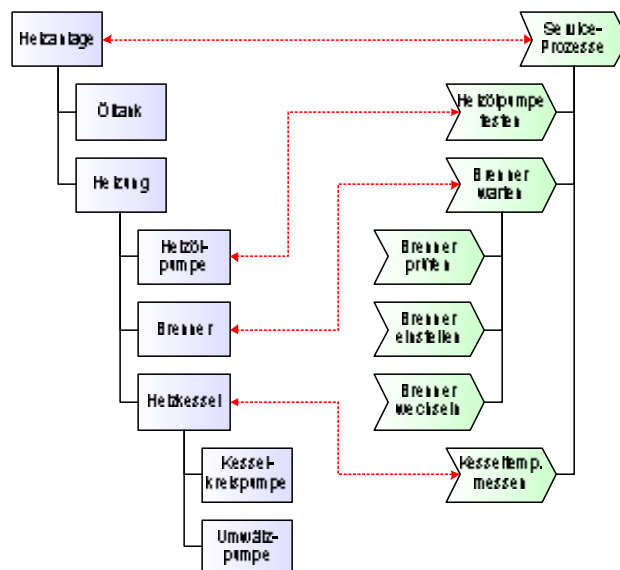 Heizanlage
Service-
Prozesse
Öltank
Heizölpumpe
testen
Heizung
Brenner
warten
Heizöl-
pumpe
Brenner
prüfen
Brenner
Brenner
einstellen
Heizkessel
Brenner
wechseln
Kessel-
kreispumpe
Kesseltemp.
messen
Umwälz-
pumpe